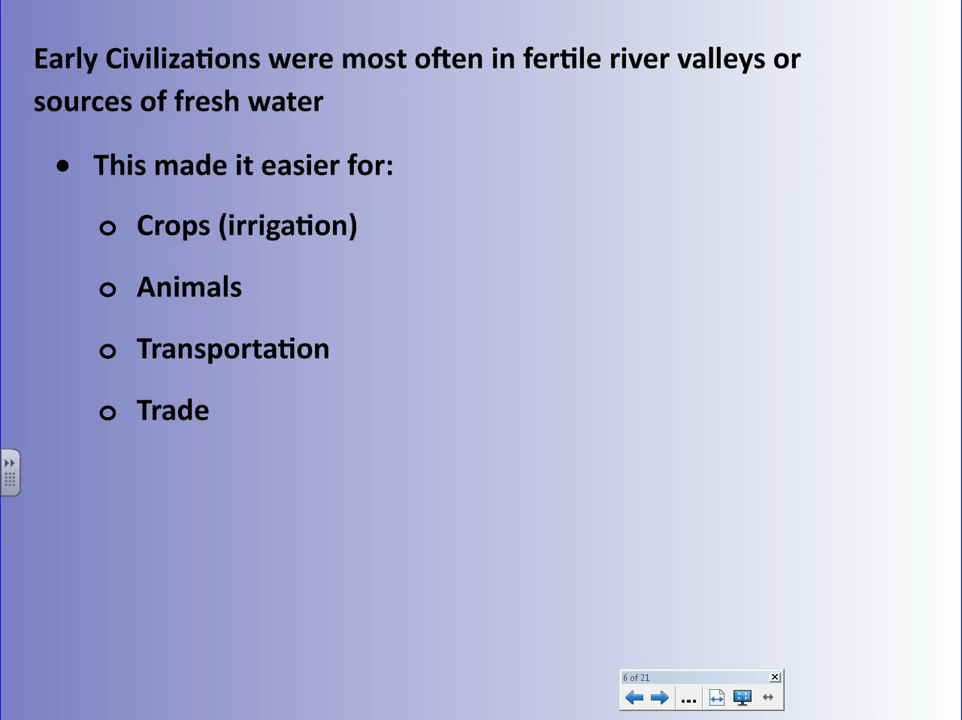 Early Civilizations were most often in fertile river valleys or
sources of fresh water
• This made it easier for:
o Crops (irrigation)
o Animals
o Transportation
o Trade
6 of 21